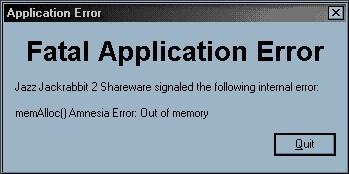 Application Error
Fatal Application Error
Jazz Jackrabbit 2 Shareware signaled the following internal error:
memAlloc() Amnesia Error: Out of memory
Quit